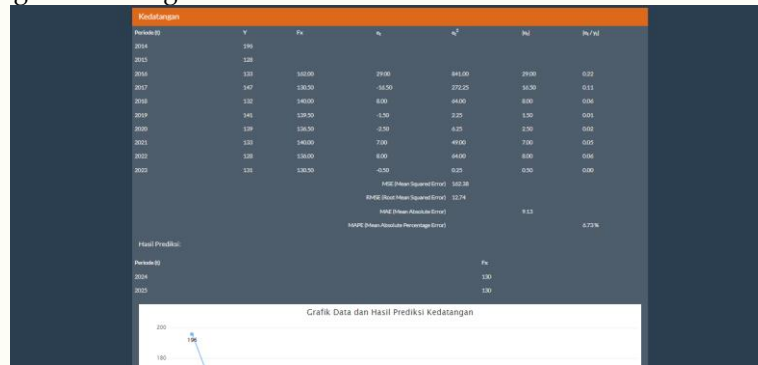 Kedatangan
Periode (t) Y Fx eₜ eₜ² |eₜ| |eₜ / yₜ|
2014 196
2015 128
2016 133 162.00 29.00 841.00 29.00 0.22
2017 147 130.50 -16.50 272.25 16.50 0.11
2018 132 140.00 8.00 64.00 8.00 0.06
2019 141 139.50 -1.50 2.25 1.50 0.01
2020 139 136.50 -2.50 6.25 2.50 0.02
2021 133 140.00 7.00 49.00 7.00 0.05
2022 128 136.00 8.00 64.00 8.00 0.06
2023 131 130.50 -0.50 0.25 0.50 0.00
MSE (Mean Squared Error) 162.38
RMSE (Root Mean Squared Error) 12.74
MAE (Mean Absolute Error) 9.13
MAPE (Mean Absolute Percentage Error) 6.73 %
Hasil Prediksi:
Periode (t) Fx
2024 130
2025 130
Grafik Data dan Hasil Prediksi Kedatangan
200
196
180